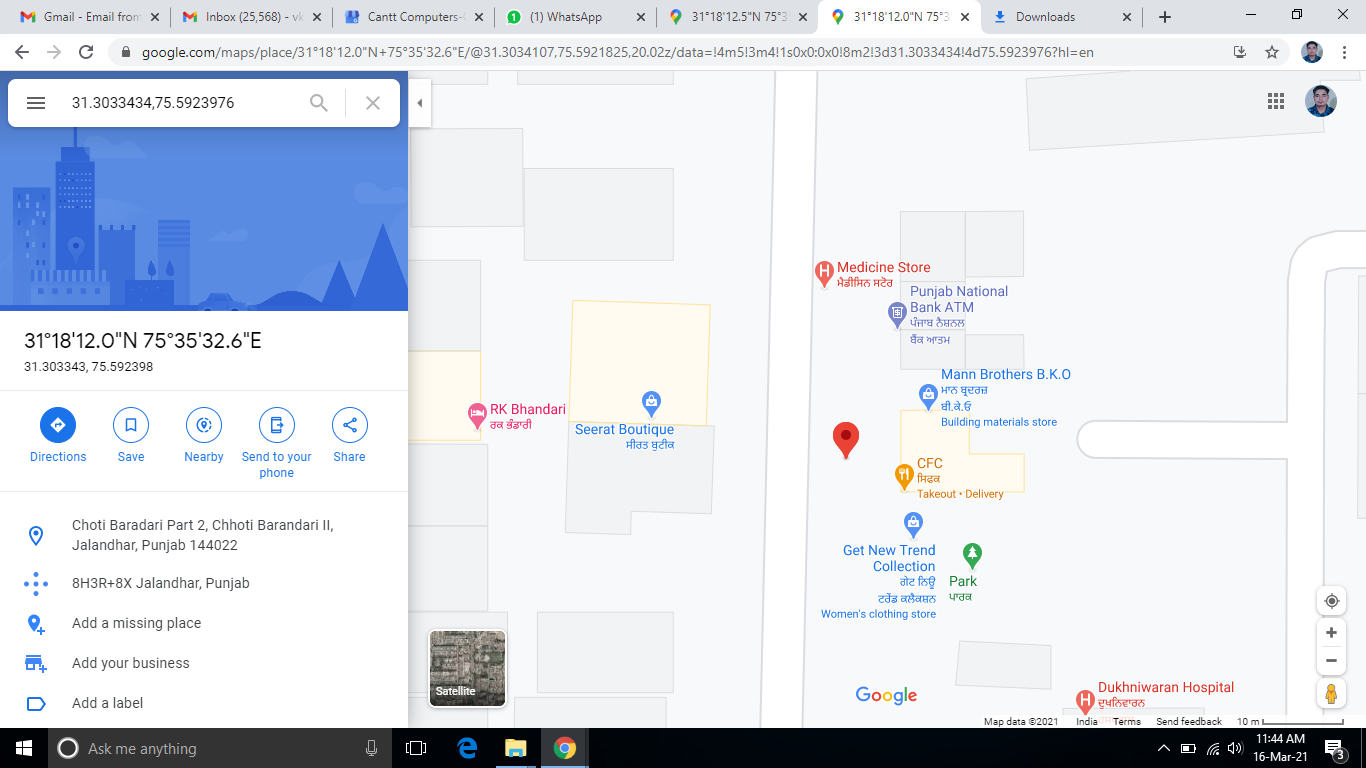 Gmail - Email from
Inbox (25,568) - vk
Cantt Computers-
(1) WhatsApp
31°18'12.5"N 75°3
31°18'12.0"N 75°3
Downloads
google.com/maps/place/31°18'12.0"N+75°35'32.6"E/@31.3034107,75.5921825,20.02z/data=!4m5!3m4!1s0x0:0x0!8m2!3d31.3033434!4d75.5923976?hl=en
31.3033434,75.5923976
31°18'12.0"N 75°35'32.6"E
31.303343, 75.592398
Directions
Save
Nearby
Send to your
phone
Share
Choti Baradari Part 2, Chhoti Barandari II,
Jalandhar, Punjab 144022
8H3R+8X Jalandhar, Punjab
Add a missing place
Add your business
Add a label
Medicine Store
ਮੈਡੀਸਿਨ ਸਟੋਰ
Punjab National
Bank ATM
ਪੰਜਾਬ ਨੈਸ਼ਨਲ
ਬੈਂਕ ਆਤਮ
Mann Brothers B.K.O
ਮਾਨ ਬ੍ਰਦਰਜ਼
ਬੀ.ਕੇ.ਓ
Building materials store
RK Bhandari
ਰਕ ਭੰਡਾਰੀ
Seerat Boutique
ਸੀਰਤ ਬੁਟੀਕ
CFC
ਸਿਫਕ
Takeout • Delivery
Get New Trend
Collection
ਗੇਟ ਨਿਊ
ਟਰੇਂਡ ਕਲੈਕਸ਼ਨ
Women's clothing store
Park
ਪਾਰਕ
Dukhniwaran Hospital
ਦੁਖਨਿਵਾਰਨ
Satellite
Google
Map data ©2021 India Terms Send feedback 10 m
Ask me anything
11:44 AM
16-Mar-21
3